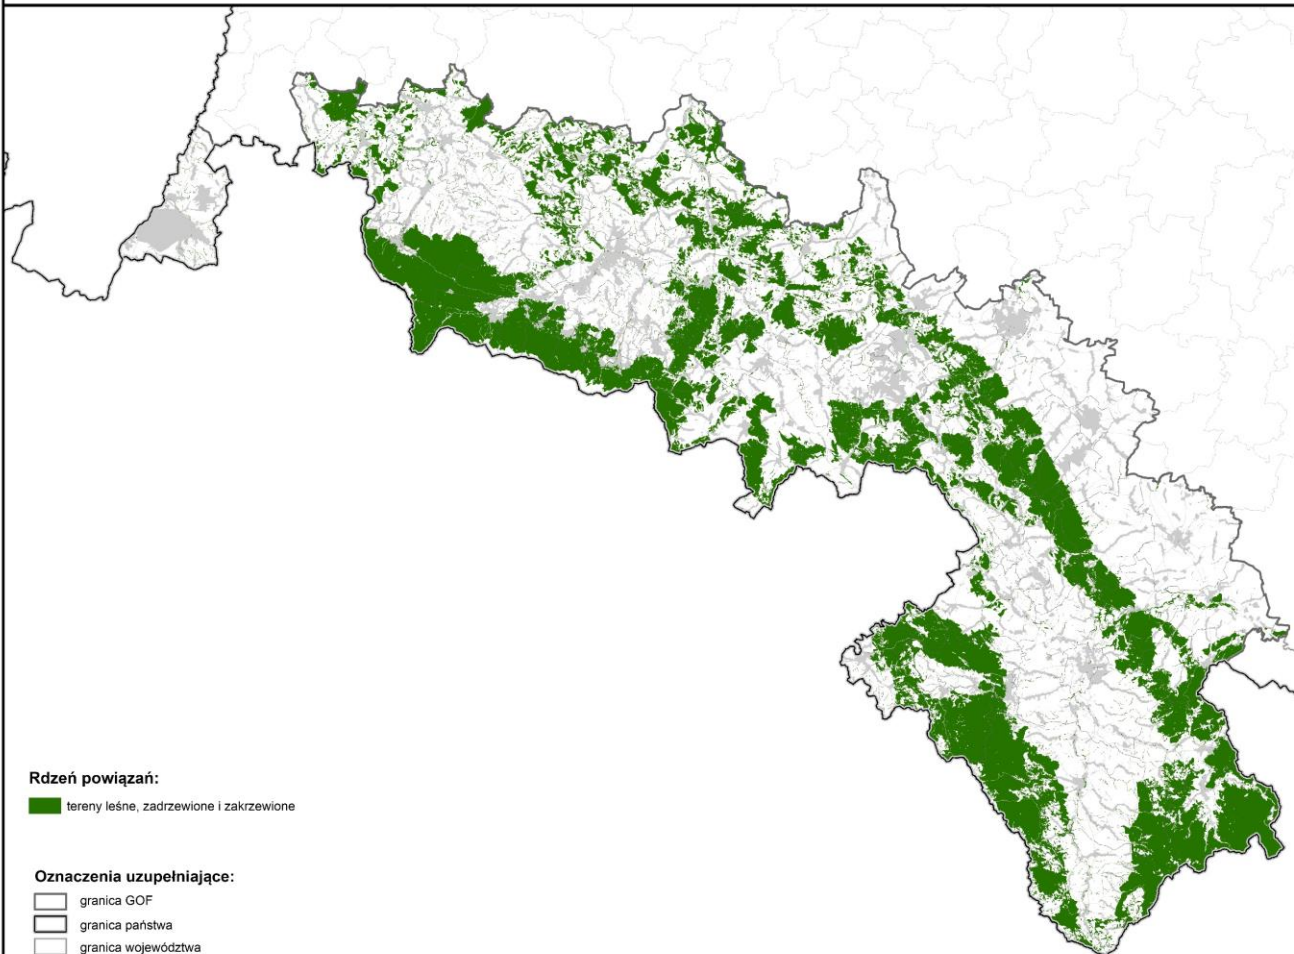 Rdzeń powiązań:
tereny leśne, zadrzewione i zakrzewione
Oznaczenia uzupełniające:
granica GOF
granica państwa
granica województwa